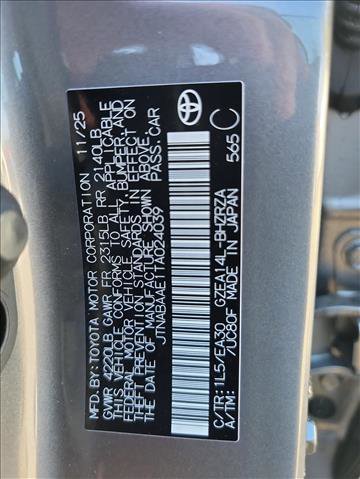 MFD.BY:TOYOTA MOTOR CORPORATION 11/25
GVWR 4220LB GAWR FR 2315LB RR 2140LB
THIS VEHICLE CONFORMS TO ALL APPLICABLE
FEDERAL MOTOR VEHICLE SAFETY, BUMPER, AND
THEFT PREVENTION STANDARDS IN EFFECT ON
THE DATE OF MANUFACTURE SHOWN ABOVE.
JTNABAAE1TA024039 PASS.CAR
C/TR:1L5/EA30 GZEA14L-BHZRZA
A/TM: /UC80F MADE IN JAPAN
565 C